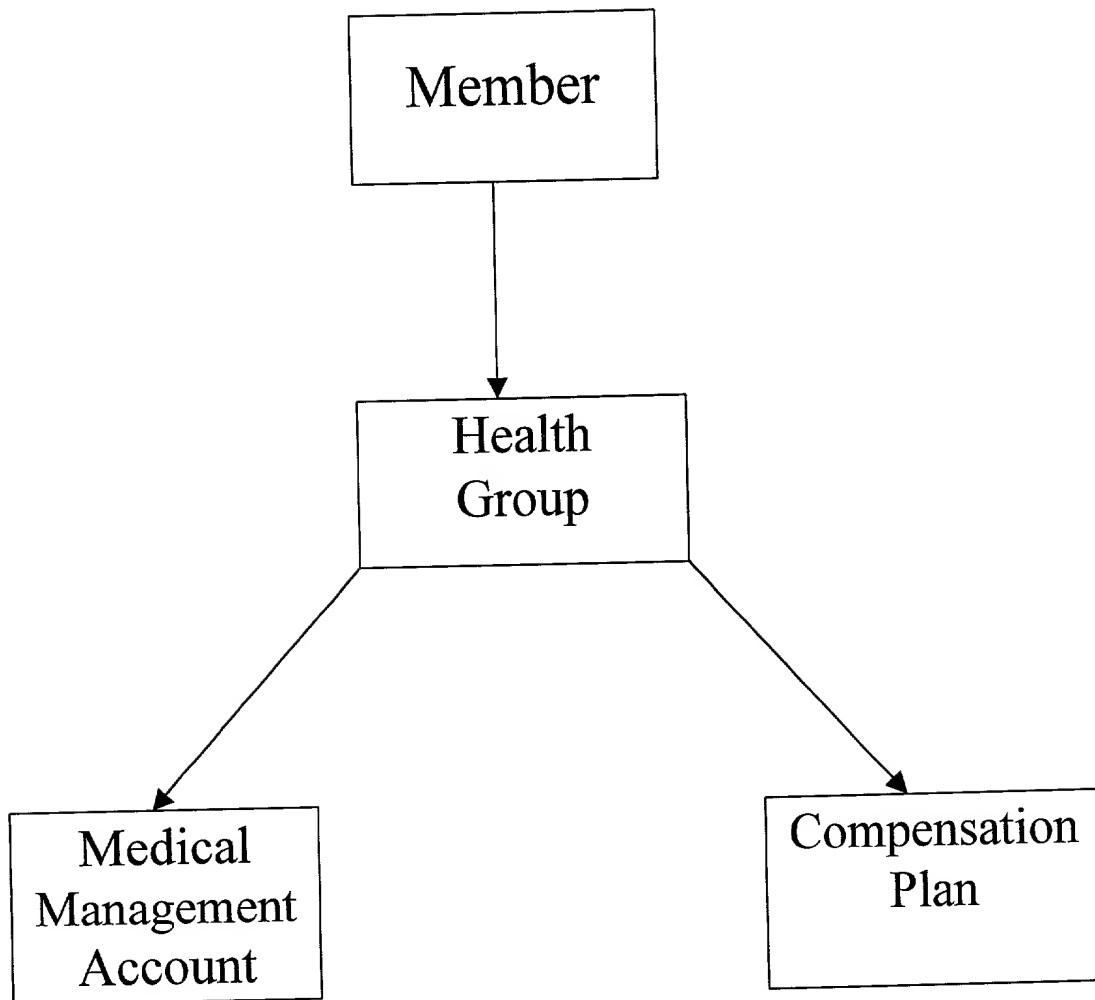 Member
Health
Group
Medical
Management
Account
Compensation
Plan